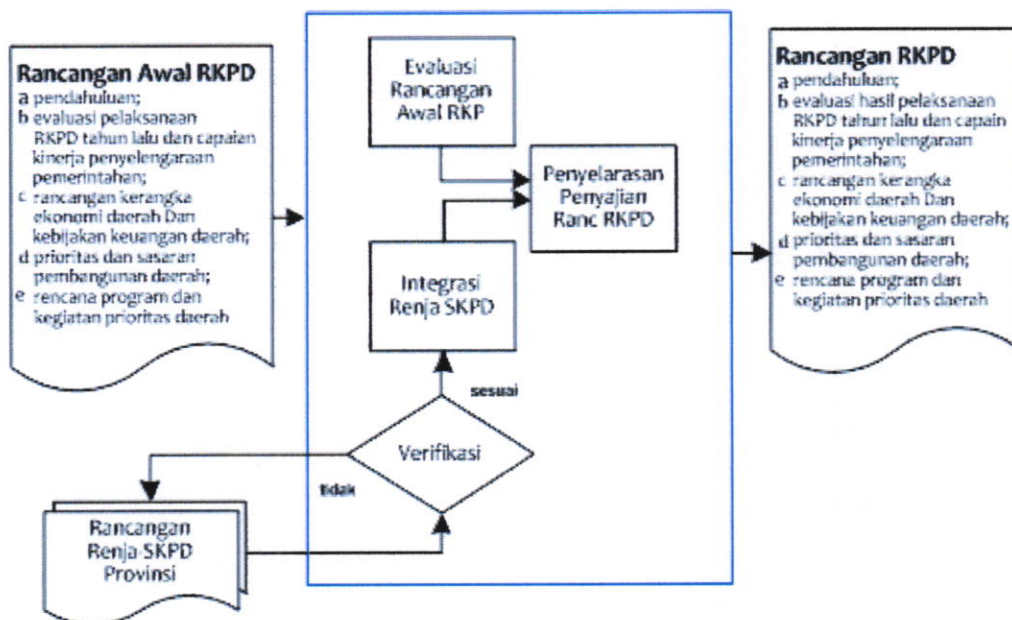 Rancangan Awal RKPD
a pendahuluan;
b evaluasi pelaksanaan
RKPD tahun lalu dan capaian
kinerja penyelengaraan
pemerintahan;
c rancangan kerangka
ekonomi daerah Dan
kebijakan keuangan daerah;
d prioritas dan sasaran
pembangunan daerah;
e rencana program dan
kegiatan prioritas daerah
Evaluasi
Rancangan
Awal RKP
Penyelarasan
Penyajian
Ranc RKPD
Integrasi
Renja SKPD
sesuai
Verifikasi
tidak
Rancangan
Renja-SKPD
Provinsi
Rancangan RKPD
a pendahuluan;
b evaluasi hasil pelaksanaan
RKPD tahun lalu dan capain
kinerja penyelengaraan
pemerintahan;
c rancangan kerangka
ekonomi daerah Dan
kebijakan keuangan daerah;
d prioritas dan sasaran
pembangunan daerah;
e rencana program dan
kegiatan prioritas daerah